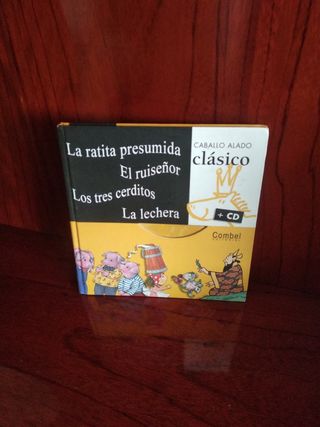 La ratita presumida
El ruiseñor
Los tres cerditos
La lechera
CABALLO ALADO
clásico
+ CD
Combel